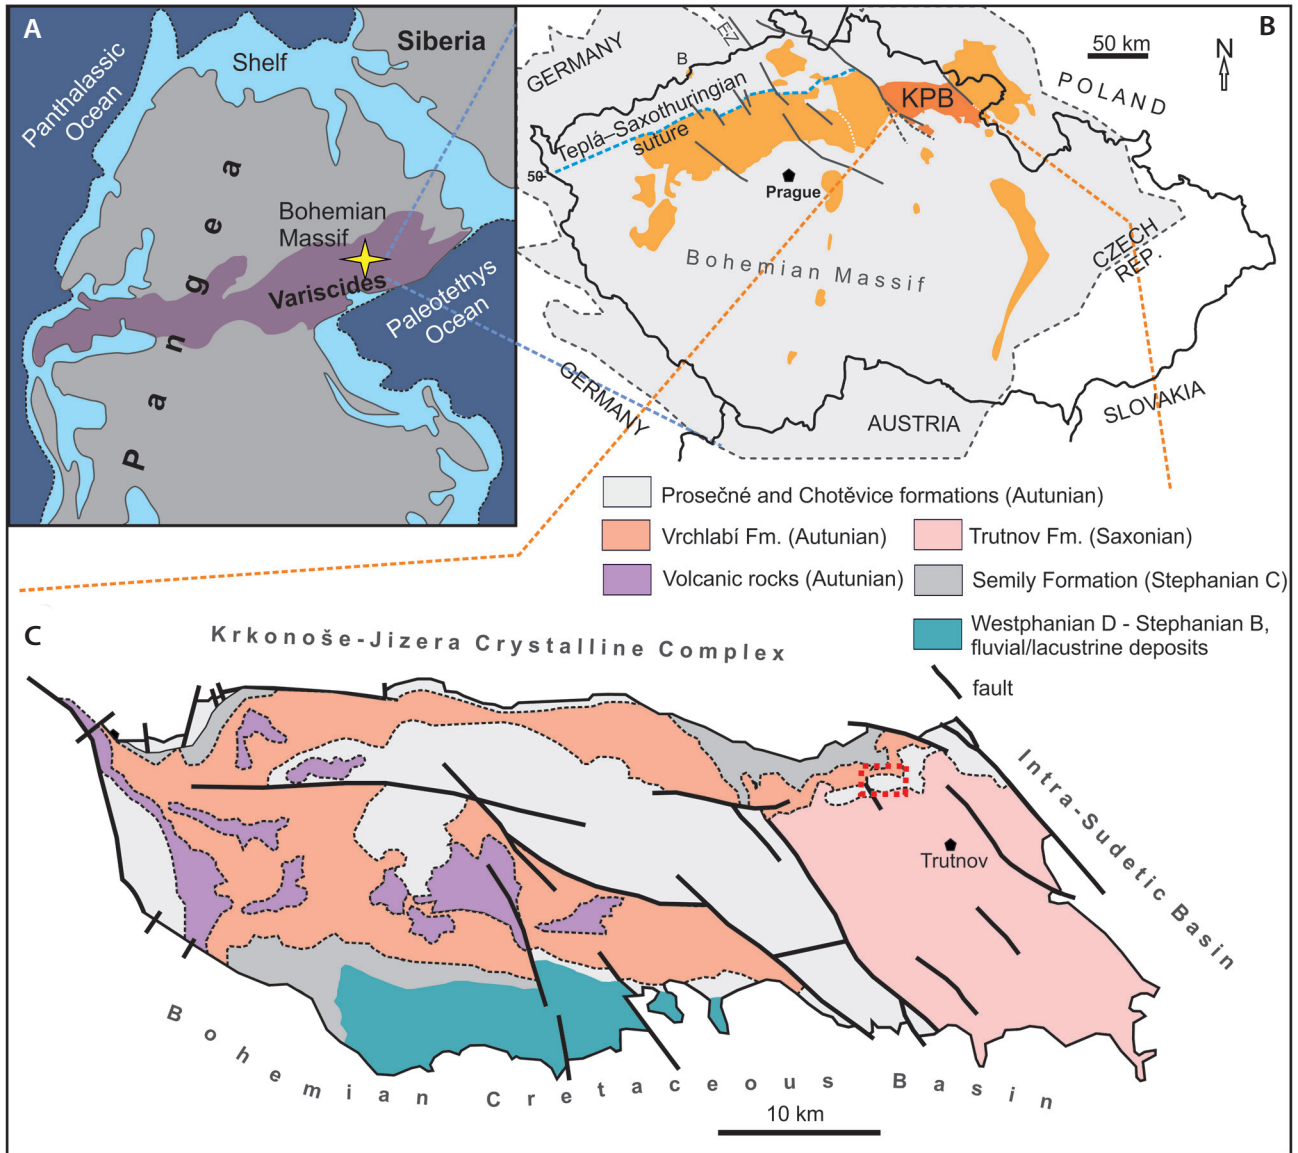 A
Siberia
Shelf
Panthalassic
Ocean
Pangea
Bohemian
Massif
Variscides
Paleotethys
Ocean
B
50 km
N
GERMANY
EZ
B
POLAND
KPB
Teplá–Saxothuringian
suture
50
Prague
Bohemian Massif
CZECH
REP.
GERMANY
AUSTRIA
SLOVAKIA
Prosečné and Chotěvice formations (Autunian)
Vrchlabí Fm. (Autunian)
Trutnov Fm. (Saxonian)
Volcanic rocks (Autunian)
Semily Formation (Stephanian C)
Westphanian D - Stephanian B,
fluvial/lacustrine deposits
fault
C
Krkonoše-Jizera Crystalline Complex
Intra-Sudetic Basin
Trutnov
Bohemian Cretaceous Basin
10 km